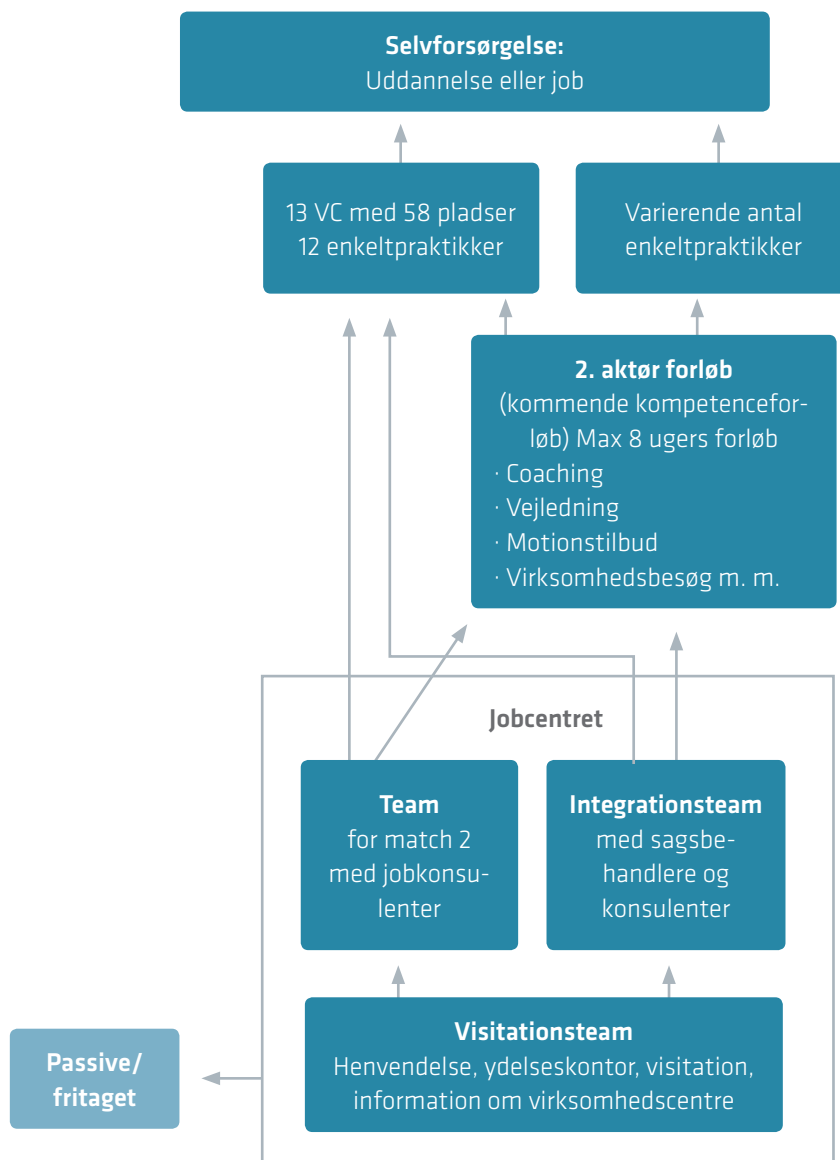 Selvforsørgelse:
Uddannelse eller job
13 VC med 58 pladser
12 enkeltpraktikker
Varierende antal
enkeltpraktikker
2. aktør forløb
(kommende kompetencefor-
løb) Max 8 ugers forløb
· Coaching
· Vejledning
· Motionstilbud
· Virksomhedsbesøg m. m.
Jobcentret
Team
for match 2
med jobkonsu-
lenter
Integrationsteam
med sagsbe-
handlere og
konsulenter
Visitationsteam
Henvendelse, ydelseskontor, visitation,
information om virksomhedscentre
Passive/
fritaget